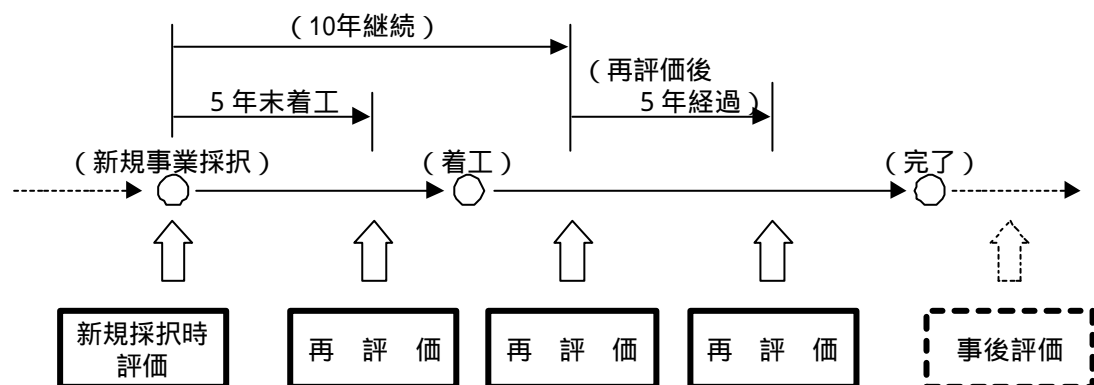 （10年継続）
（再評価後
5年末着工
5年経過）
（新規事業採択）
（着工）
（完了）
新規採択時
評価
再　評　価
再　評　価
再　評　価
事後評価